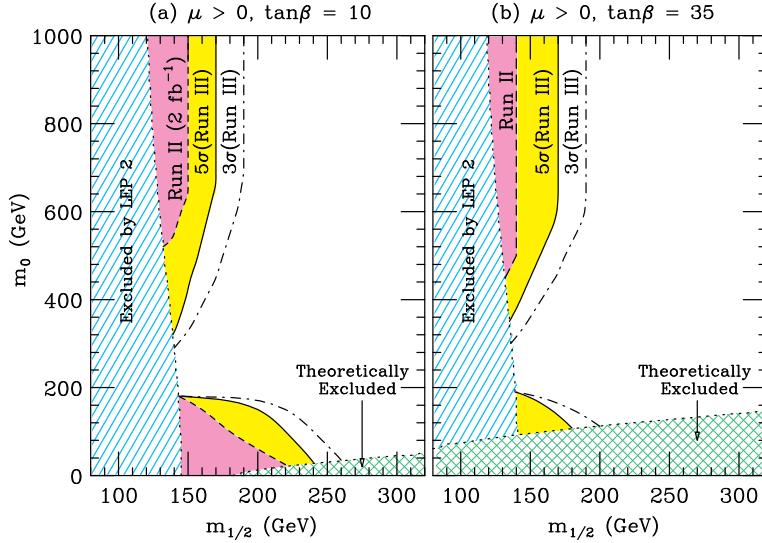 (a) μ > 0, tanβ = 10
(b) μ > 0, tanβ = 35
1000
800
600
400
200
0
m₀ (GeV)
Excluded by LEP 2
Run II (2 fb⁻¹)
5σ(Run III)
3σ(Run III)
Theoretically
Excluded
Excluded by LEP 2
Run II
5σ(Run III)
3σ(Run III)
Theoretically
Excluded
100 150 200 250 300
100 150 200 250 300
m₁/₂ (GeV)
m₁/₂ (GeV)